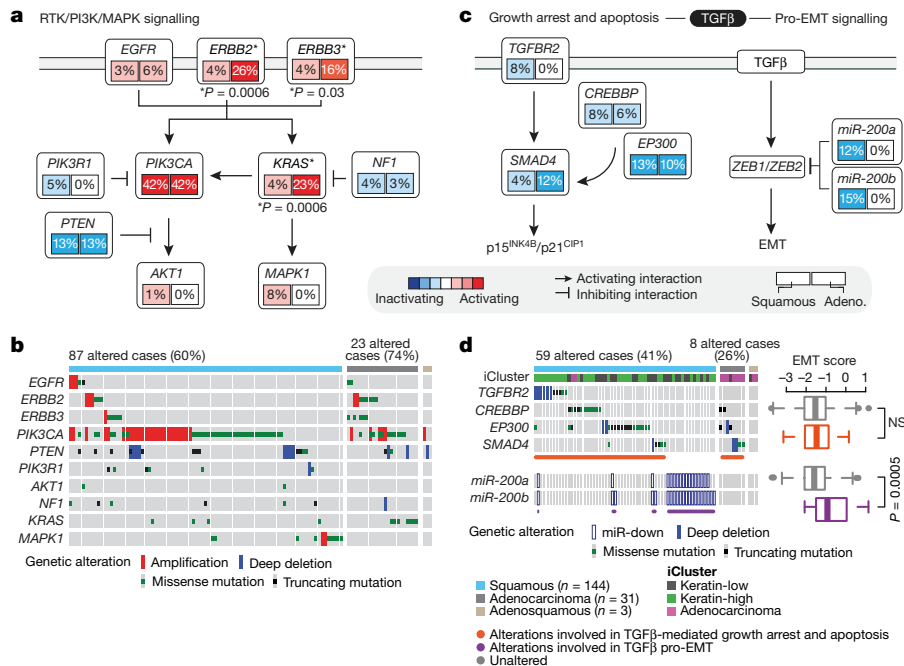 a
RTK/PI3K/MAPK signalling
EGFR
ERBB2*
ERBB3*
3% 6%
4% 26%
4% 16%
*P = 0.0006
*P = 0.03
PIK3R1
PIK3CA
KRAS*
NF1
5% 0%
42% 42%
4% 23%
4% 3%
*P = 0.0006
PTEN
13% 13%
AKT1
MAPK1
1% 0%
8% 0%
c
Growth arrest and apoptosis
TGFβ
Pro-EMT signalling
TGFBR2
8% 0%
TGFβ
CREBBP
8% 6%
EP300
13% 10%
SMAD4
4% 12%
miR-200a
12% 0%
ZEB1/ZEB2
miR-200b
15% 0%
p15INK4B/p21CIP1
EMT
Inactivating
Activating
Activating interaction
Inhibiting interaction
Squamous
Adeno.
b
87 altered cases (60%)
23 altered
cases (74%)
EGFR
ERBB2
ERBB3
PIK3CA
PTEN
PIK3R1
AKT1
NF1
KRAS
MAPK1
Genetic alteration
Amplification
Deep deletion
Missense mutation
Truncating mutation
d
59 altered cases (41%)
8 altered cases
(26%)
iCluster
TGFBR2
CREBBP
EP300
SMAD4
miR-200a
miR-200b
EMT score
−3 −2 −1 0 1
NS
P = 0.0005
Genetic alteration
miR-down
Deep deletion
Missense mutation
Truncating mutation
Squamous (n = 144)
Adenocarcinoma (n = 31)
Adenosquamous (n = 3)
iCluster
Keratin-low
Keratin-high
Adenocarcinoma
Alterations involved in TGFβ-mediated growth arrest and apoptosis
Alterations involved in TGFβ pro-EMT
Unaltered